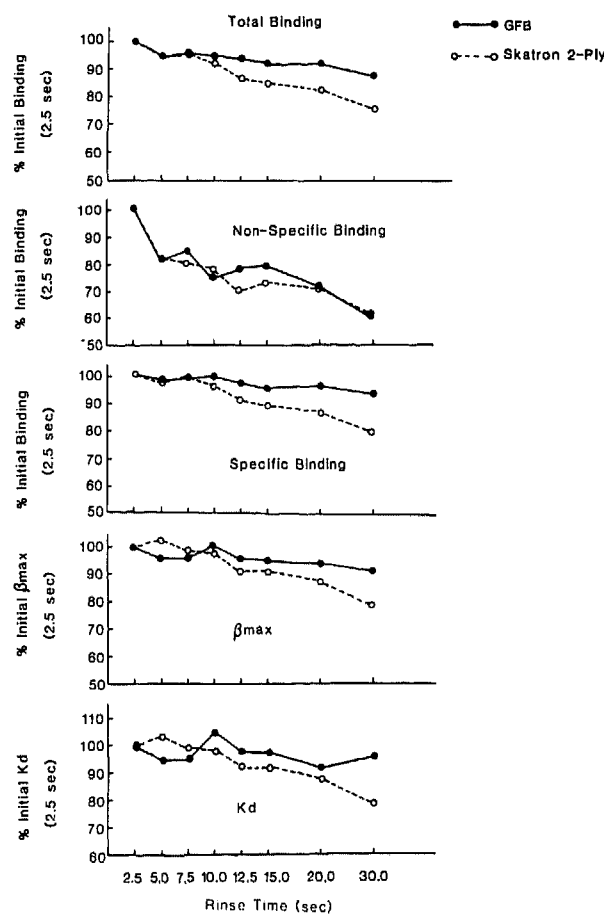 Total Binding
GFB
Skatron 2-Ply
% Initial Binding
(2.5 sec)
100
90
80
70
60
50
Non-Specific Binding
% Initial Binding
(2.5 sec)
100
80
70
60
50
Specific Binding
% Initial Binding
(2.5 sec)
100
90
80
70
60
50
βmax
% Initial βmax
(2.5 sec)
100
90
80
70
60
50
Kd
% Initial Kd
(2.5 sec)
110
100
90
80
70
60
2.5 5.0 7.5 10.0 12.5 15.0 20.0 30.0
Rinse Time (sec)